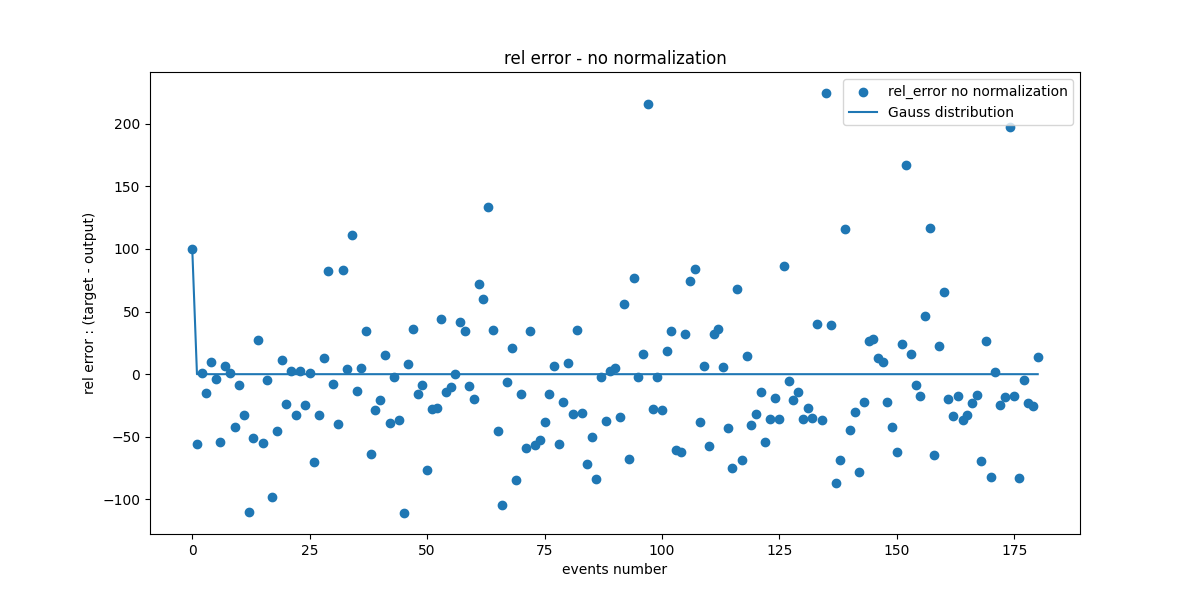 rel error - no normalization
rel_error no normalization
Gauss distribution
rel error : (target - output)
200
150
100
50
0
−50
−100
0 25 50 75 100 125 150 175
events number